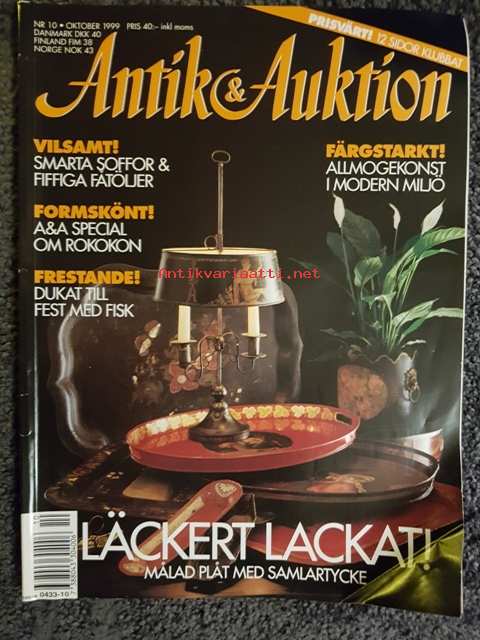 NR 10 • OKTOBER 1999 PRIS 40:- inkl moms
DANMARK DKK 40
FINLAND FIM 38
NORGE NOK 43
PRISVÄRT! 12 SIDOR KLUBBAT
Antik & Auktion
VILSAMT!
SMARTA SOFFOR &
FIFFIGA FÅTÖLJER
FORMSKÖNT!
A&A SPECIAL
OM ROKOKON
FRESTANDE!
DUKAT TILL
FEST MED FISK
FÄRGSTARKT!
ALLMOGEKONST
I MODERN MILJÖ
Antikvariaatti.net
LÄCKERT LACKAT!
MÅLAD PLÅT MED SAMLARTYCKE
0433-10